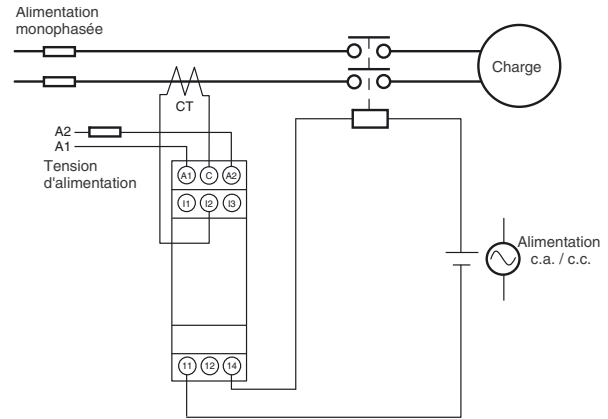 Alimentation
monophasée
Charge
CT
A2
A1
Tension
d'alimentation
A1 C A2
I1 I2 I3
Alimentation
c.a. / c.c.
11 12 14